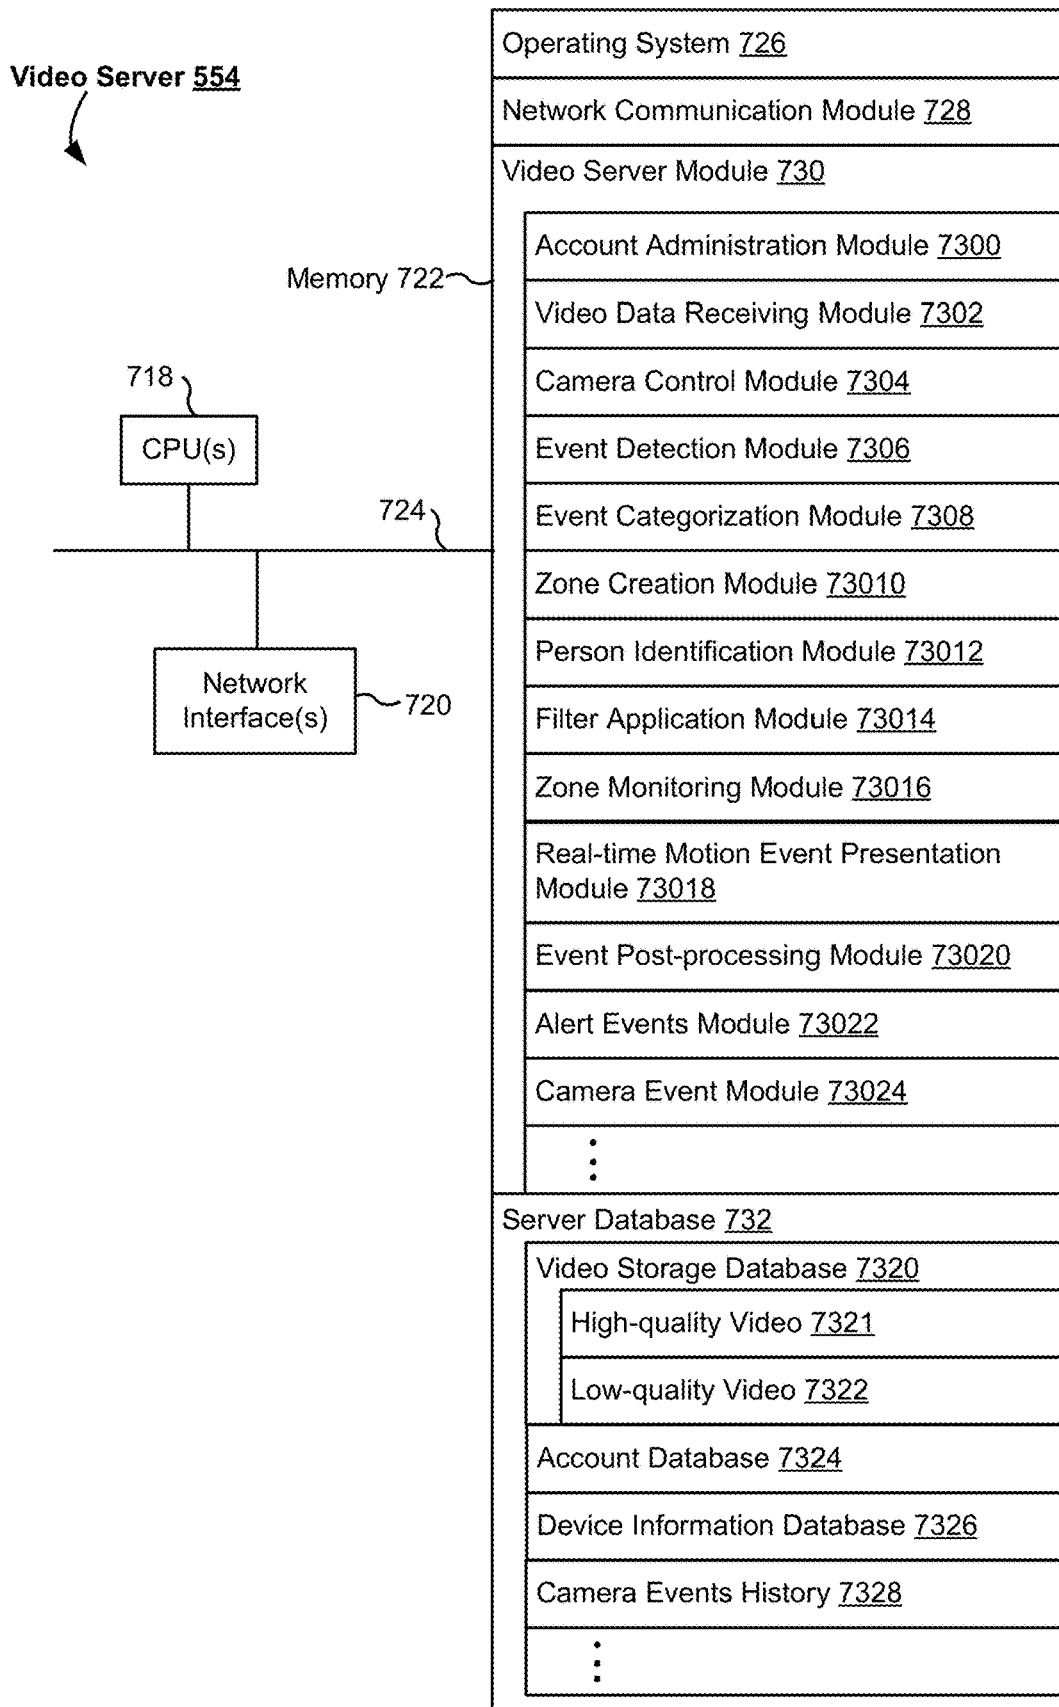 Video Server 554
Operating System 726
Network Communication Module 728
Video Server Module 730
Account Administration Module 7300
Video Data Receiving Module 7302
Camera Control Module 7304
Event Detection Module 7306
Event Categorization Module 7308
Zone Creation Module 73010
Person Identification Module 73012
Filter Application Module 73014
Zone Monitoring Module 73016
Real-time Motion Event Presentation
Module 73018
Event Post-processing Module 73020
Alert Events Module 73022
Camera Event Module 73024
Server Database 732
Video Storage Database 7320
High-quality Video 7321
Low-quality Video 7322
Account Database 7324
Device Information Database 7326
Camera Events History 7328
Memory 722
718
CPU(s)
724
Network
Interface(s)
720